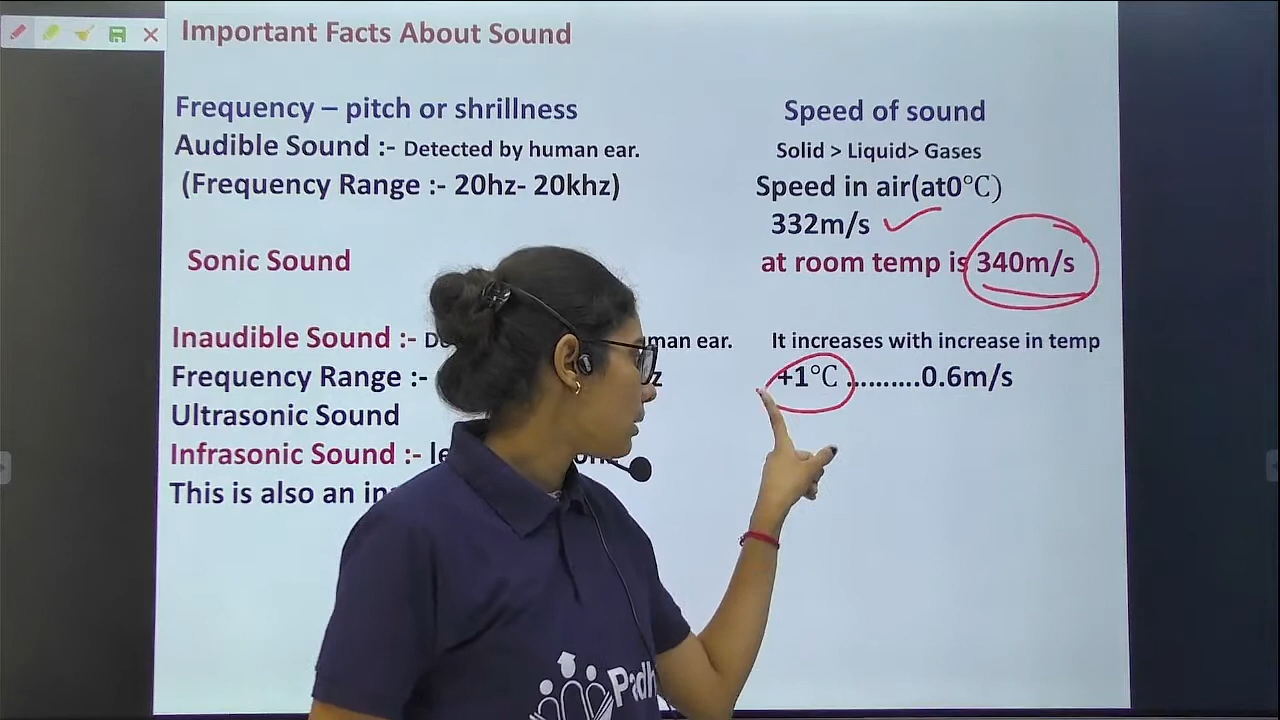 Important Facts About Sound
Frequency – pitch or shrillness
Audible Sound :- Detected by human ear.
(Frequency Range :- 20hz- 20khz)
Sonic Sound
Inaudible Sound :- man ear.
Frequency Range :-
Ultrasonic Sound
Infrasonic Sound :-
This is also an
Speed of sound
Solid > Liquid> Gases
Speed in air(at0°C)
332m/s
at room temp is 340m/s
It increases with increase in temp
+1°C ..........0.6m/s
Padh